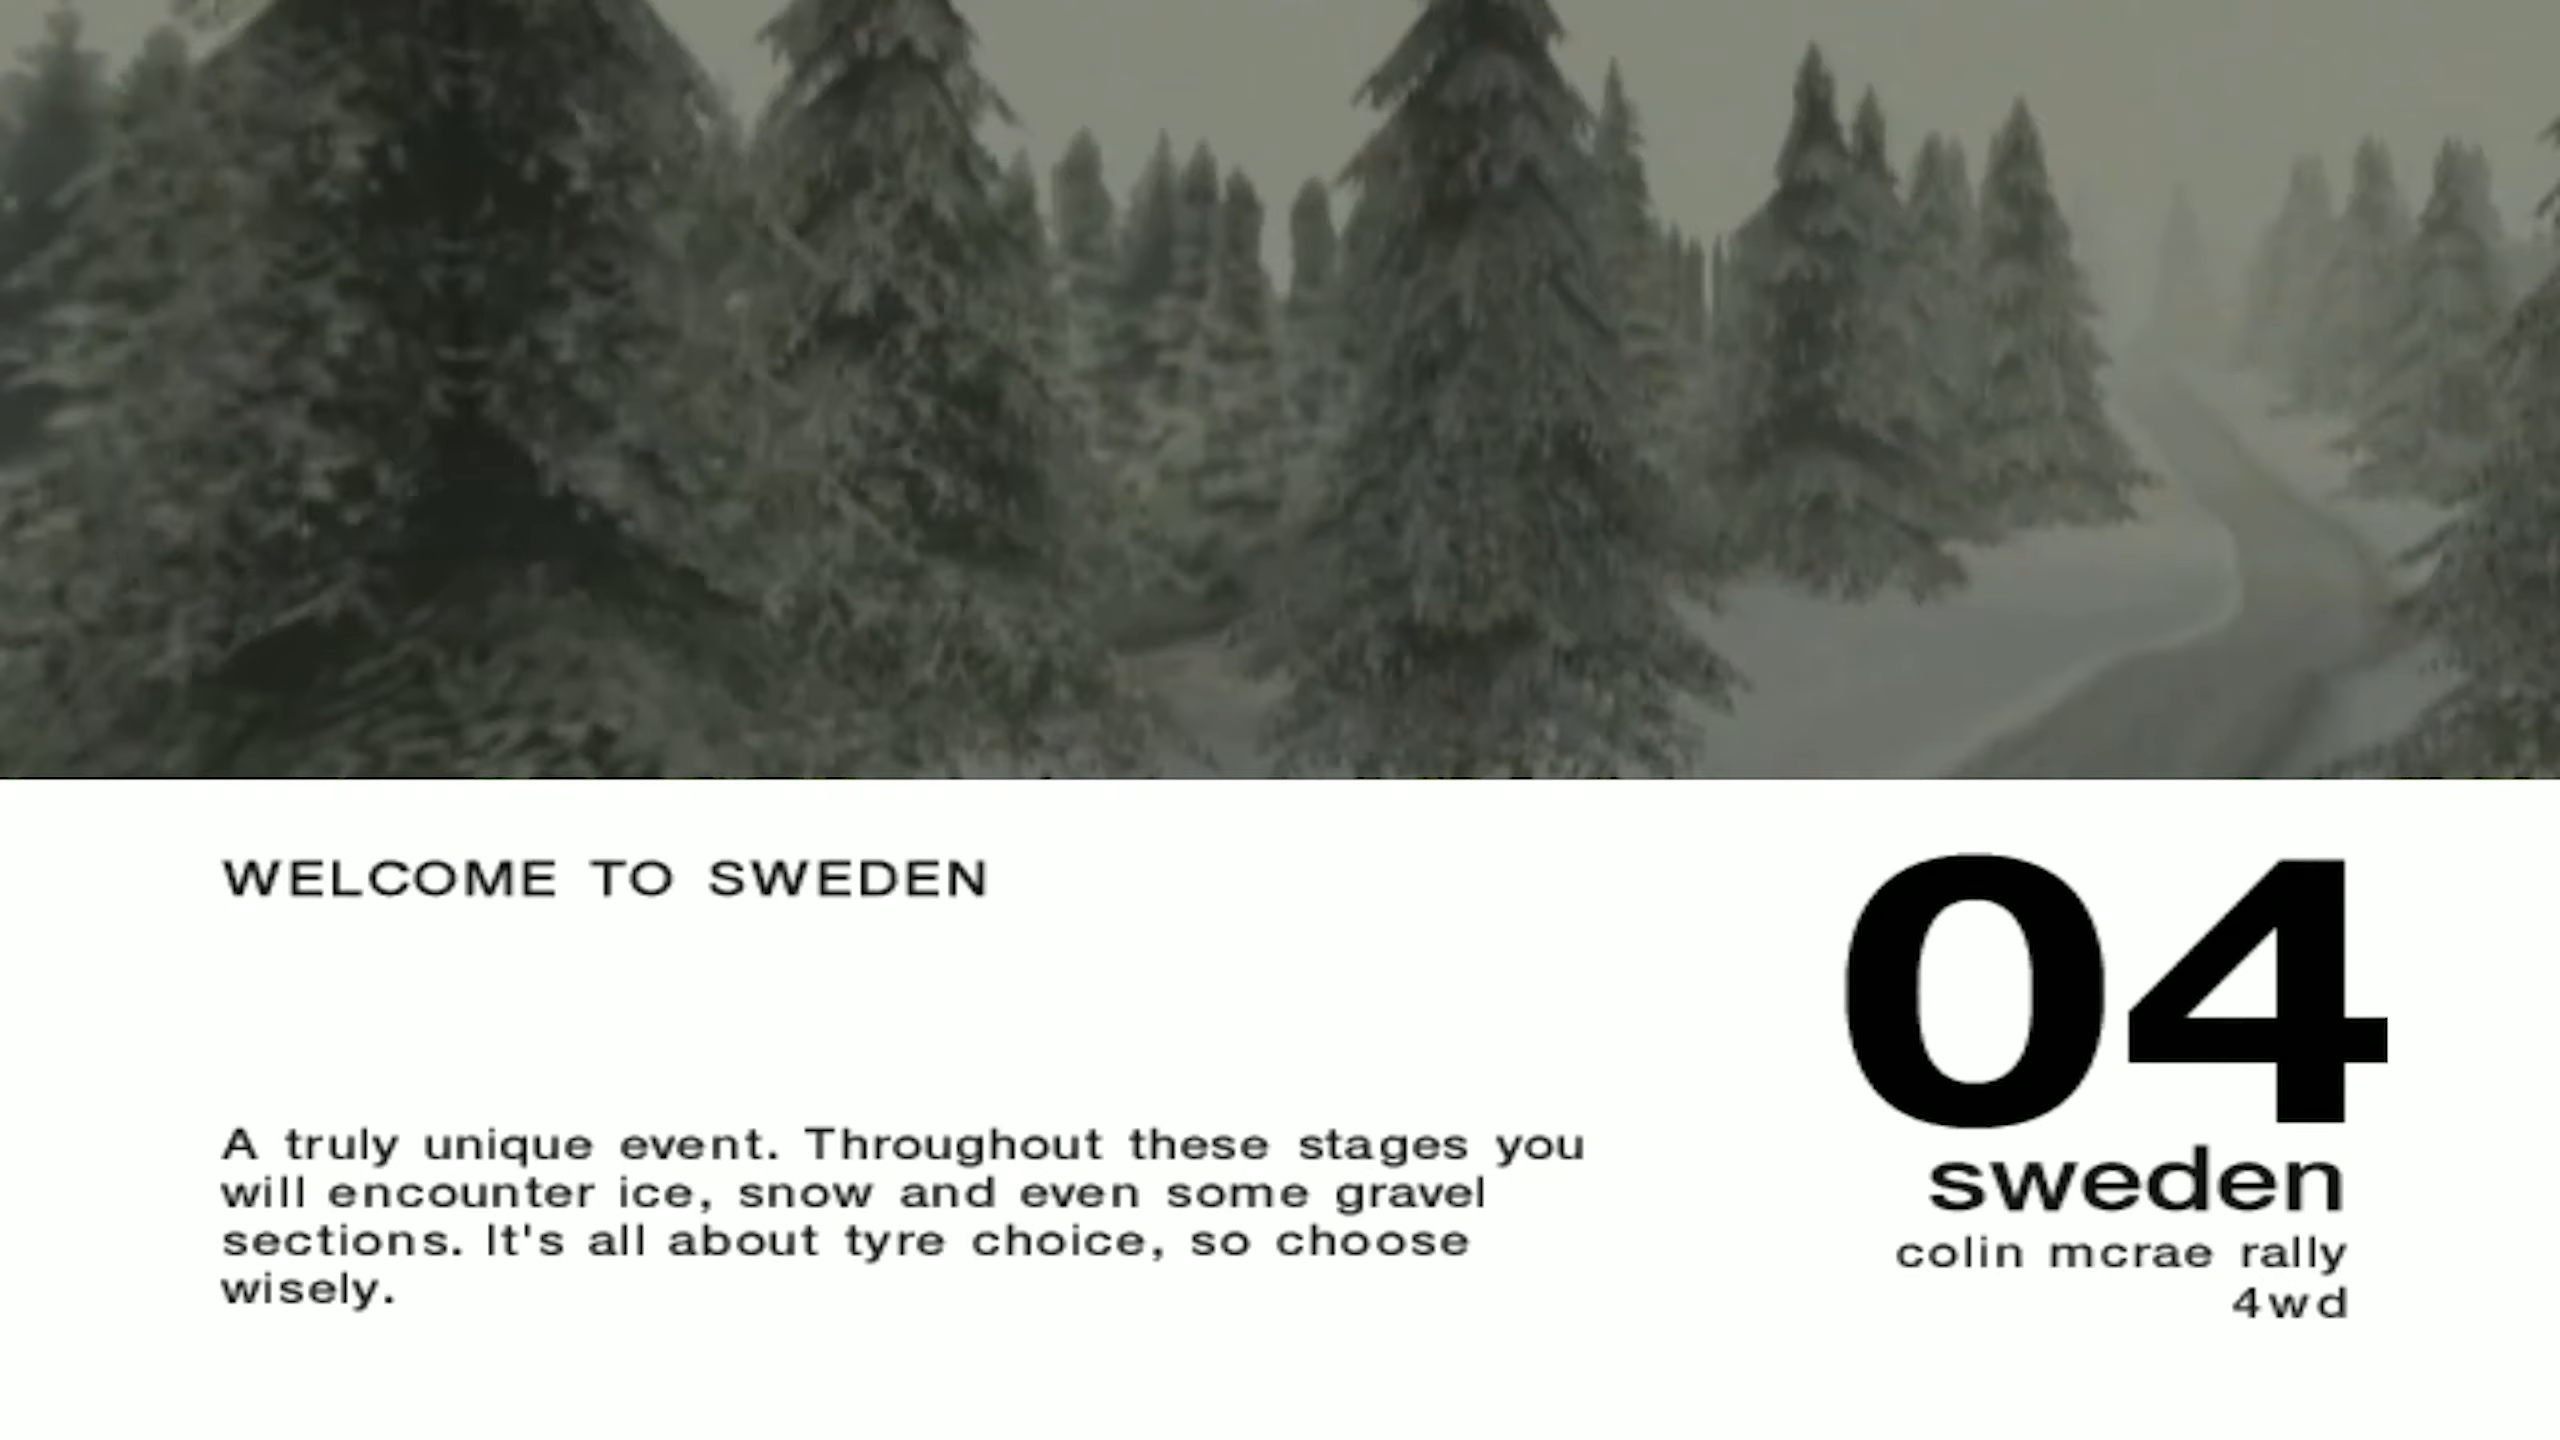 WELCOME TO SWEDEN
A truly unique event. Throughout these stages you
will encounter ice, snow and even some gravel
sections. It's all about tyre choice, so choose
wisely.
04
sweden
colin mcrae rally
4wd